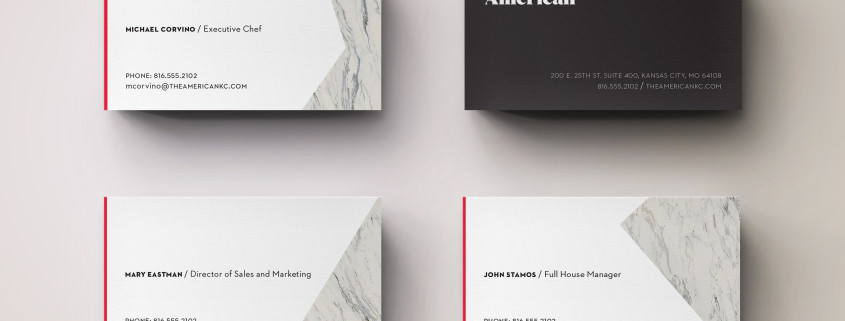 American
MICHAEL CORVINO / Executive Chef
PHONE: 816.555.2102
mcorvino@THEAMERICANKC.COM
200 E. 25TH ST. SUITE 400, KANSAS CITY, MO 64108
816.555.2102 / THEAMERICANKC.COM
MARY EASTMAN / Director of Sales and Marketing
PHONE: 816.555.2102
JOHN STAMOS / Full House Manager
PHONE: 816.555.2102